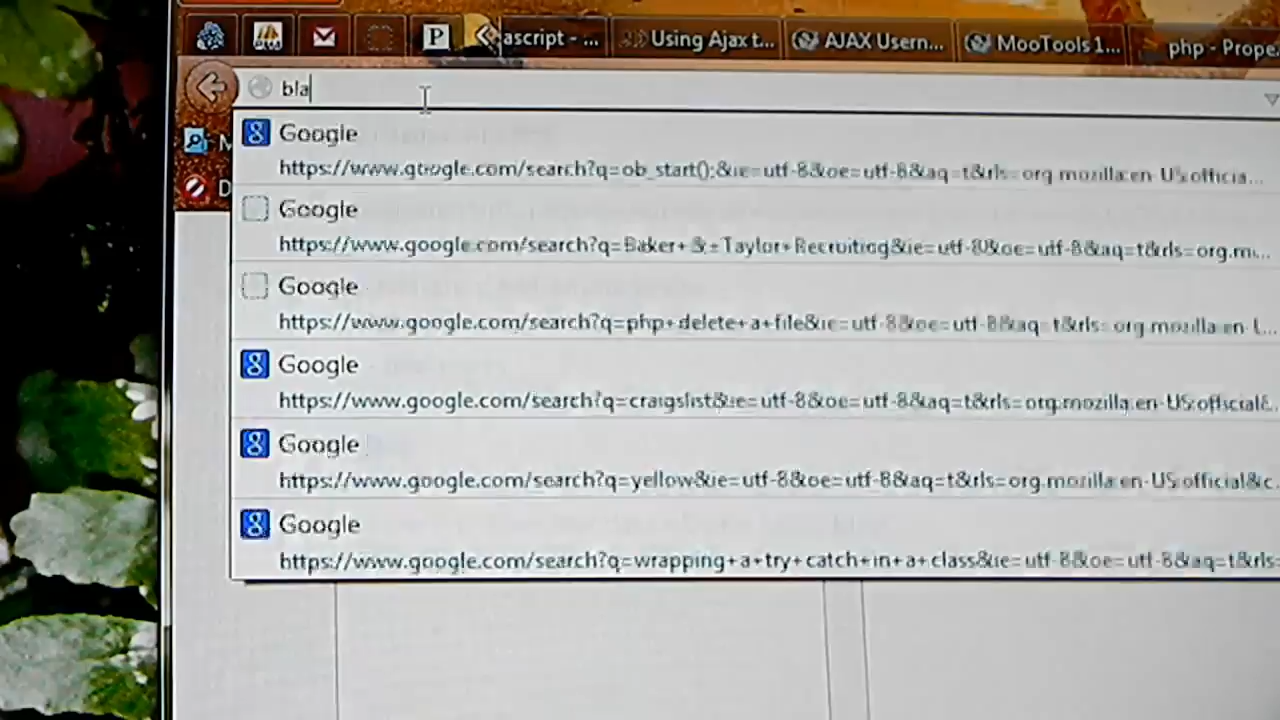 P
ascript - ...
Using Ajax t...
AJAX Usern...
MooTools 1...
php - Prope
bla
Google
https://www.google.com/search?q=ob_start();&ie=utf-8&oe=utf-8&aq=t&rls=org.mozilla:en-US:officia...
Google
https://www.google.com/search?q=Baker+&+Taylor+Recruiting&ie=utf-8&oe=utf-8&aq=t&rls=org.m...
Google
https://www.google.com/search?q=php+delete+a+file&ie=utf-8&oe=utf-8&aq=t&rls=org.mozilla:en-U...
Google
https://www.google.com/search?q=craigslist&ie=utf-8&oe=utf-8&aq=t&rls=org.mozilla:en-US:official&.
Google
https://www.google.com/search?q=yellow&ie=utf-8&oe=utf-8&aq=t&rls=org.mozilla:en-US:official&c.
Google
https://www.google.com/search?q=wrapping+a+try+catch+in+a+class&ie=utf-8&oe=utf-8&aq=t&rls=